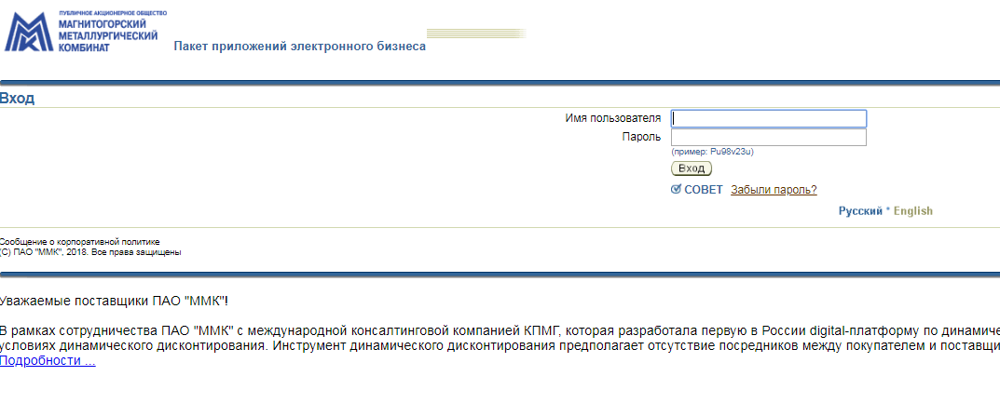 ПУБЛИЧНОЕ АКЦИОНЕРНОЕ ОБЩЕСТВО
МАГНИТОГОРСКИЙ
МЕТАЛЛУРГИЧЕСКИЙ
КОМБИНАТ
Пакет приложений электронного бизнеса
Вход
Имя пользователя
Пароль
(пример: Pu98v23u)
Вход
СОВЕТ Забыли пароль?
Русский * English
Сообщение о корпоративной политике
(C) ПАО "ММК", 2018. Все права защищены
Уважаемые поставщики ПАО "ММК"!
В рамках сотрудничества ПАО "ММК" с международной консалтинговой компанией КПМГ, которая разработала первую в России digital-платформу по динамиче
условиях динамического дисконтирования. Инструмент динамического дисконтирования предполагает отсутствие посредников между покупателем и поставщи
Подробности ...